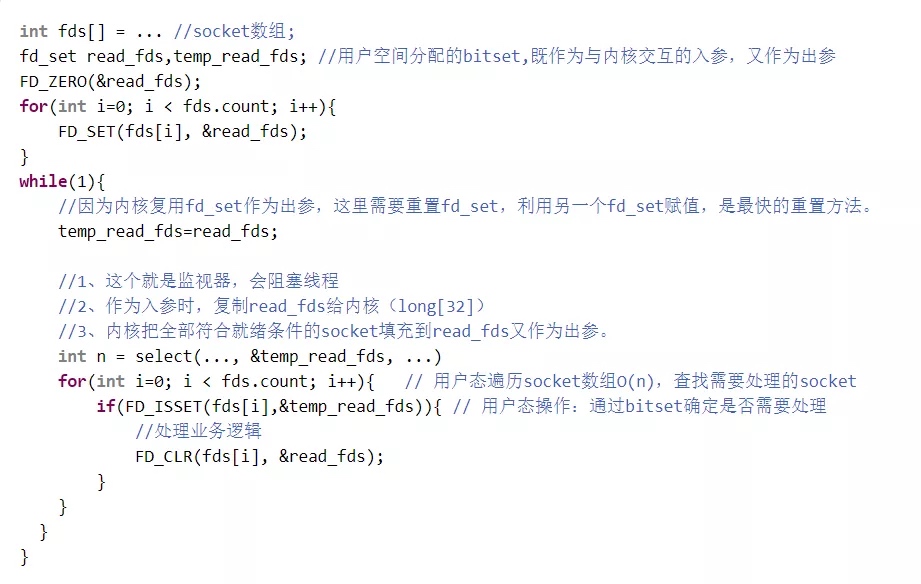 int fds[] = ... //socket数组;
fd_set read_fds,temp_read_fds; //用户空间分配的bitset,既作为与内核交互的入参，又作为出参
FD_ZERO(&read_fds);
for(int i=0; i < fds.count; i++){
    FD_SET(fds[i], &read_fds);
}
while(1){
    //因为内核复用fd_set作为出参，这里需要重置fd_set，利用另一个fd_set赋值，是最快的重置方法。
    temp_read_fds=read_fds;

    //1、这个就是监视器，会阻塞线程
    //2、作为入参时，复制read_fds给内核（long[32]）
    //3、内核把全部符合就绪条件的socket填充到read_fds又作为出参。
    int n = select(..., &temp_read_fds, ...)
    for(int i=0; i < fds.count; i++){   // 用户态遍历socket数组O(n)，查找需要处理的socket
        if(FD_ISSET(fds[i],&temp_read_fds)){ // 用户态操作：通过bitset确定是否需要处理
            //处理业务逻辑
            FD_CLR(fds[i], &read_fds);
        }
    }
  }
}